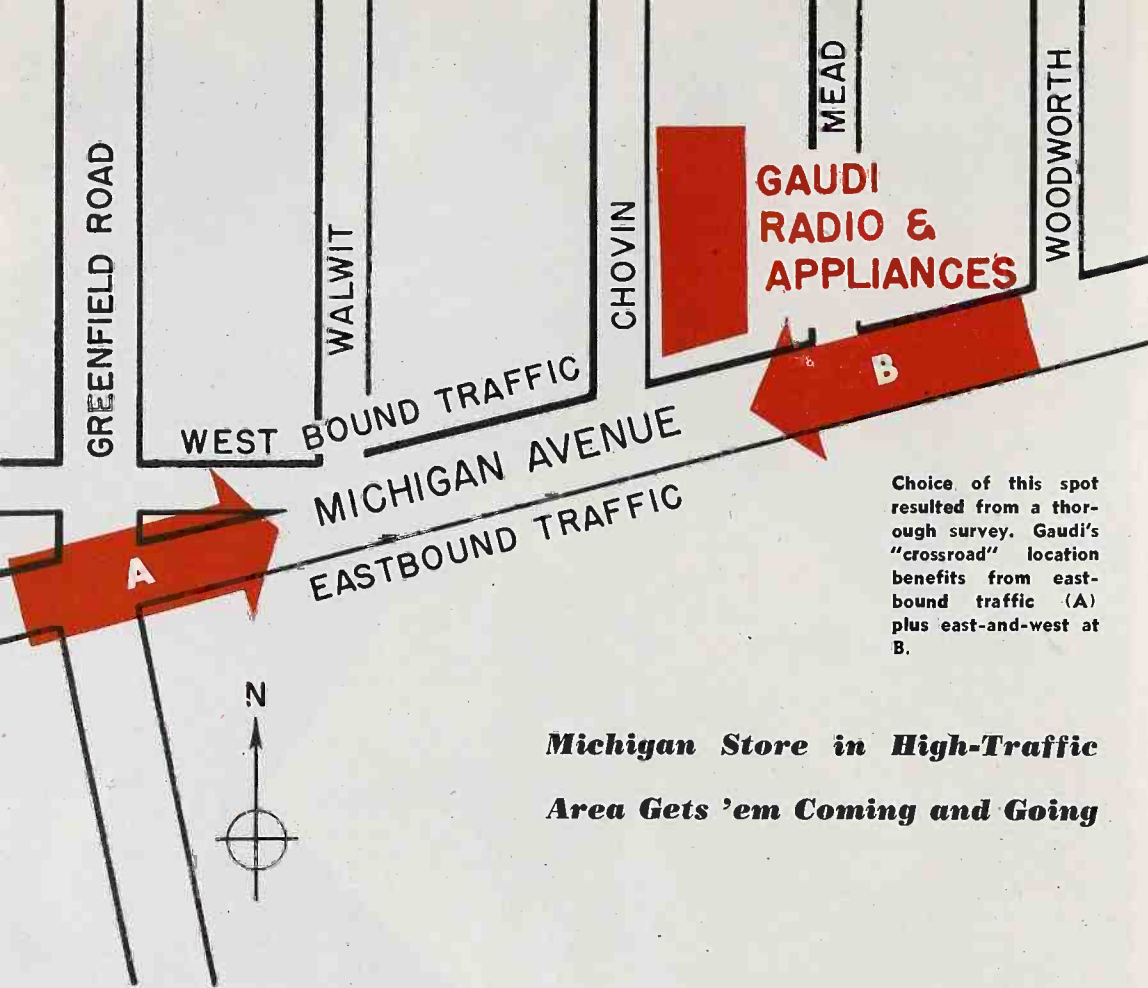 GREENFIELD ROAD
WALWIT
CHOVIN
MEAD
WOODWORTH
GAUDI
RADIO &
APPLIANCES
WEST BOUND TRAFFIC
MICHIGAN AVENUE
EASTBOUND TRAFFIC
A
B
N
Choice of this spot
resulted from a thor-
ough survey. Gaudi's
"crossroad" location
benefits from east-
bound traffic (A)
plus east-and-west at
B.
Michigan Store in High-Traffic
Area Gets 'em Coming and Going